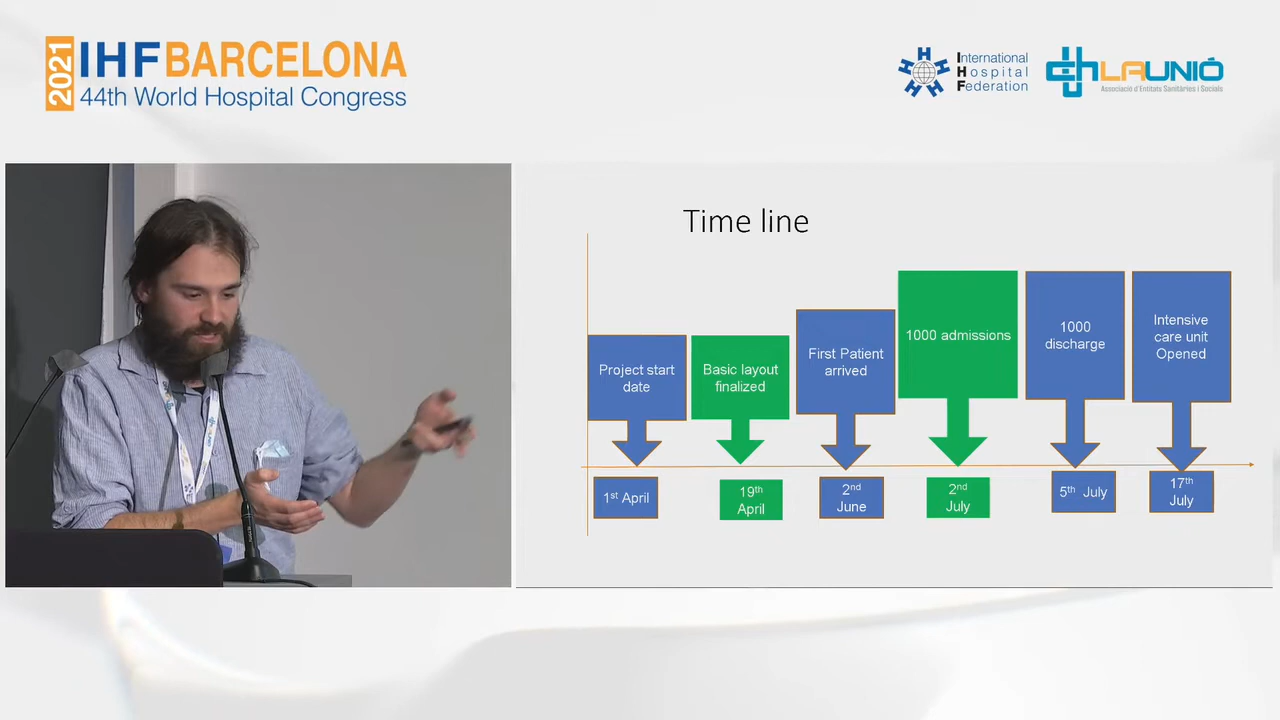 2021
IHF BARCELONA
44th World Hospital Congress
International
Hospital
Federation
LAUNIÓ
Associació d'Entitats Sanitàries i Socials
Time line
Project start
date
Basic layout
finalized
First Patient
arrived
1000 admissions
1000
discharge
Intensive
care unit
Opened
1st April
19th
April
2nd
June
2nd
July
5th July
17th
July